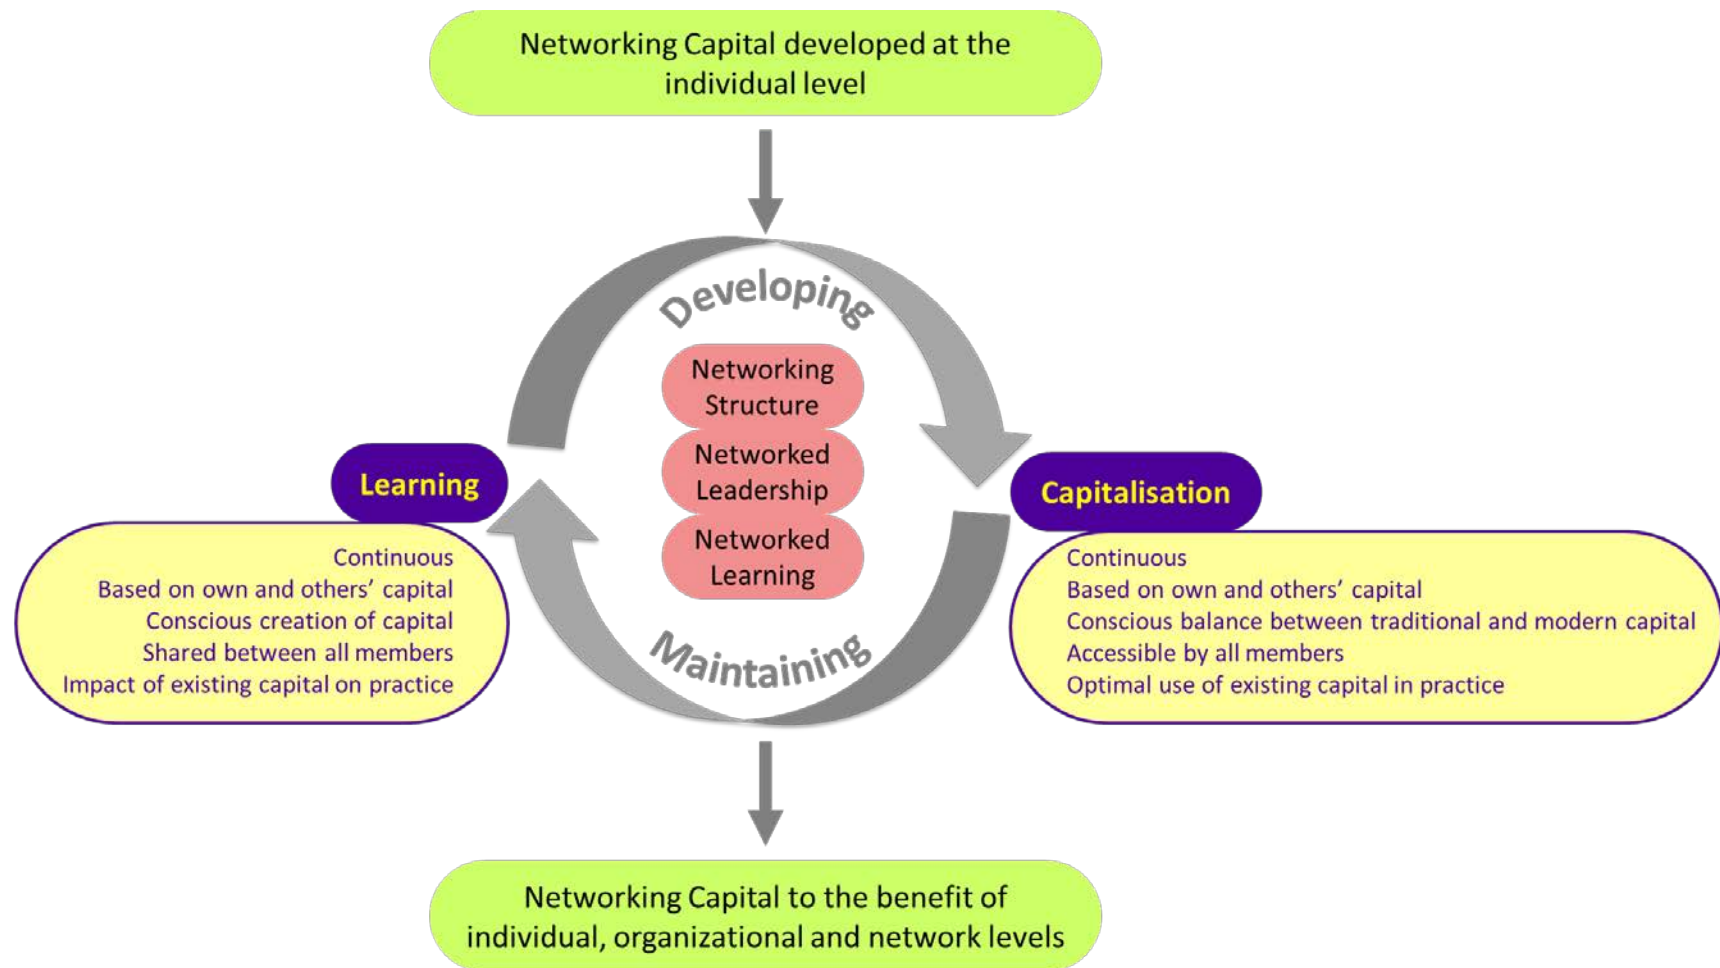 Networking Capital developed at the
individual level
Developing
Networking
Structure
Networked
Leadership
Networked
Learning
Maintaining
Learning
Continuous
Based on own and others’ capital
Conscious creation of capital
Shared between all members
Impact of existing capital on practice
Capitalisation
Continuous
Based on own and others’ capital
Conscious balance between traditional and modern capital
Accessible by all members
Optimal use of existing capital in practice
Networking Capital to the benefit of
individual, organizational and network levels